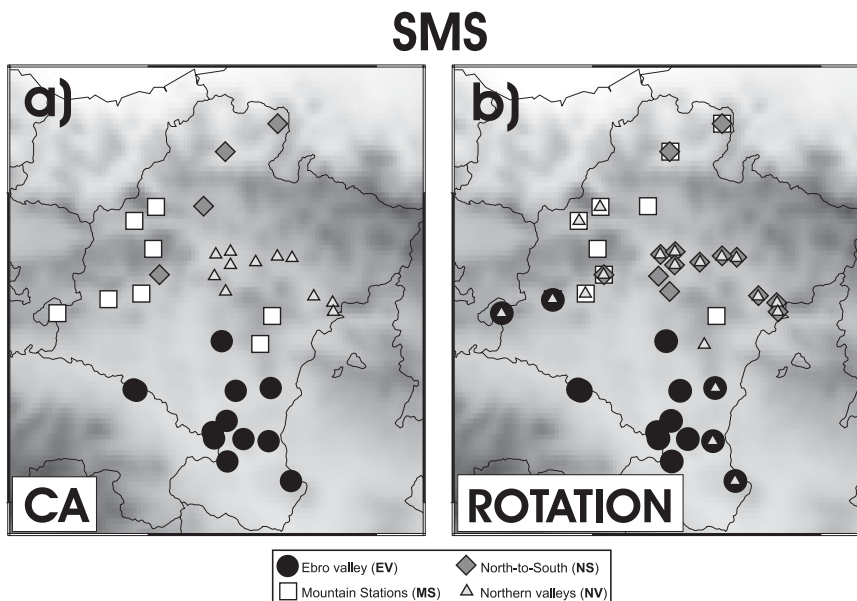 SMS
a)
b)
CA
ROTATION
Ebro valley (EV)
North-to-South (NS)
Mountain Stations (MS)
Northern valleys (NV)